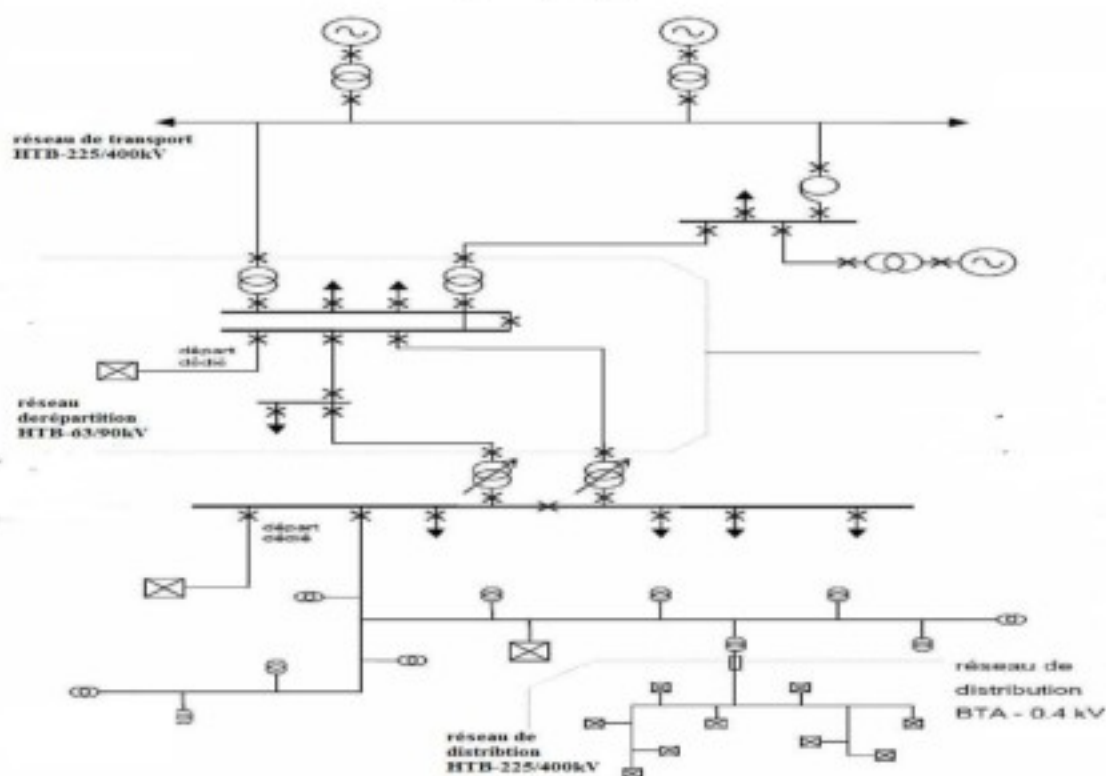 réseau de transport
HTB-225/400kV
départ
dédié
réseau
derépartition
HTB-63/90kV
départ
dédié
réseau de
distribution
BTA - 0.4 kV
réseau de
distribtion
HTB-225/400kV